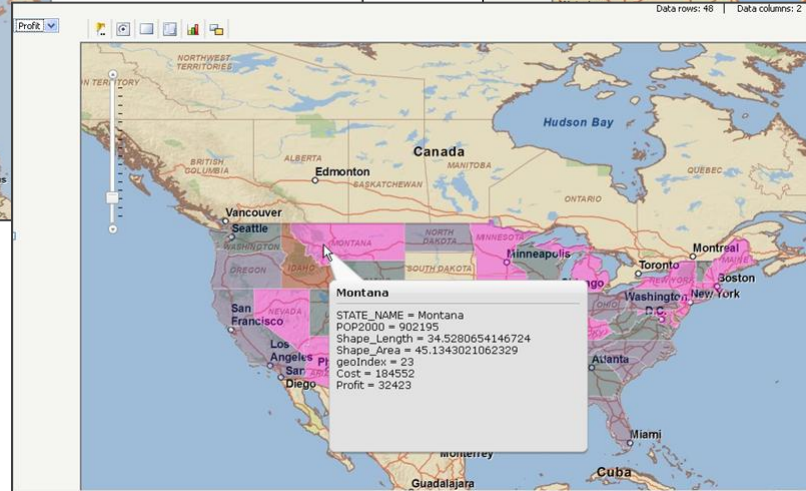 Data rows: 48 | Data columns: 2
Profit
NORTHWEST
TERRITORIES
Hudson Bay
Canada
BRITISH
COLUMBIA
ALBERTA
Edmonton
SASKATCHEWAN
MANITOBA
ONTARIO
QUEBEC
Vancouver
Seattle
WASHINGTON
MONTANA
NORTH
DAKOTA
MINNESOTA
Minneapolis
Montreal
MAINE
OREGON
IDAHO
SOUTH DAKOTA
Toronto
NEW YORK
Boston
Montana
STATE_NAME = Montana
POP2000 = 902195
Shape_Length = 34.5280654146724
Shape_Area = 45.1343021062329
geoIndex = 23
Cost = 184552
Profit = 32423
OHIO
Washington
D.C.
New York
San
Francisco
NEVADA
Los
Angeles
San
Diego
Atlanta
Miami
Monterrey
Cuba
Guadalajara